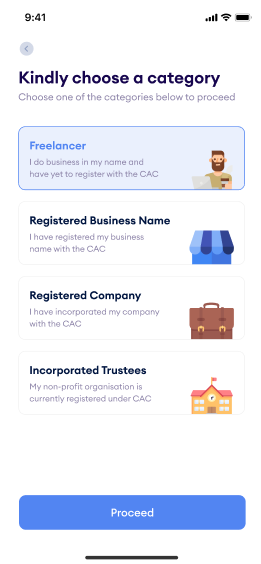 9:41
Kindly choose a category
Choose one of the categories below to proceed
Freelancer
I do business in my name and
have yet to register with the CAC
Registered Business Name
I have registered my business
name with the CAC
Registered Company
I have incorporated my company
with the CAC
Incorporated Trustees
My non-profit organisation is
currently registered under CAC
Proceed